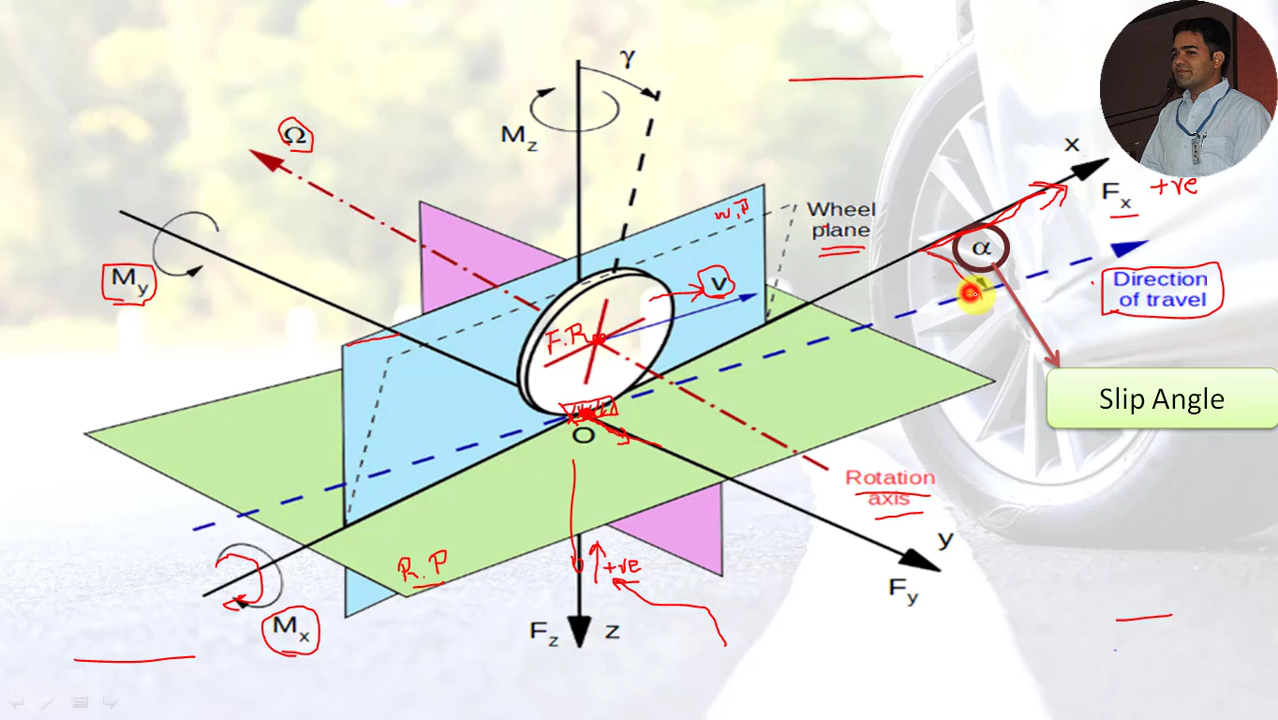 γ
Ω
Mz
x
Fx
+ve
W.P
Wheel
plane
α
My
v
Direction
of travel
F.R
Slip Angle
O
Rotation
axis
y
R.P
+ve
Fy
Mx
Fz
z